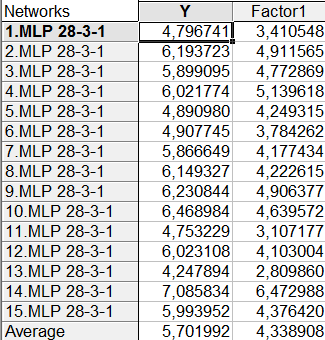 Networks Y Factor1
1.MLP 28-3-1 4,796741 3,410548
2.MLP 28-3-1 6,193723 4,911565
3.MLP 28-3-1 5,899095 4,772869
4.MLP 28-3-1 6,021774 5,139618
5.MLP 28-3-1 4,890980 4,249315
6.MLP 28-3-1 4,907745 3,784262
7.MLP 28-3-1 5,866649 4,177434
8.MLP 28-3-1 6,149327 4,222615
9.MLP 28-3-1 6,230844 4,906377
10.MLP 28-3-1 6,468984 4,639572
11.MLP 28-3-1 4,753229 3,107177
12.MLP 28-3-1 6,023108 4,103004
13.MLP 28-3-1 4,247894 2,809860
14.MLP 28-3-1 7,085834 6,472988
15.MLP 28-3-1 5,993952 4,376420
Average 5,701992 4,338908